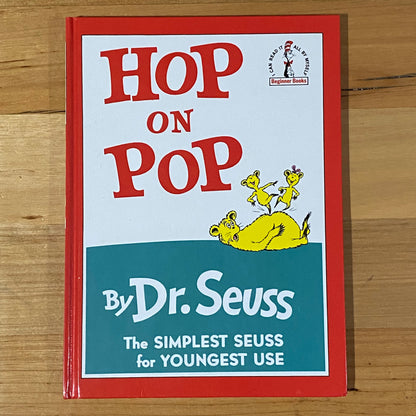 HOP
ON
POP
I CAN READ IT ALL BY MYSELF
Beginner Books
By Dr. Seuss
The SIMPLEST SEUSS
for YOUNGEST USE